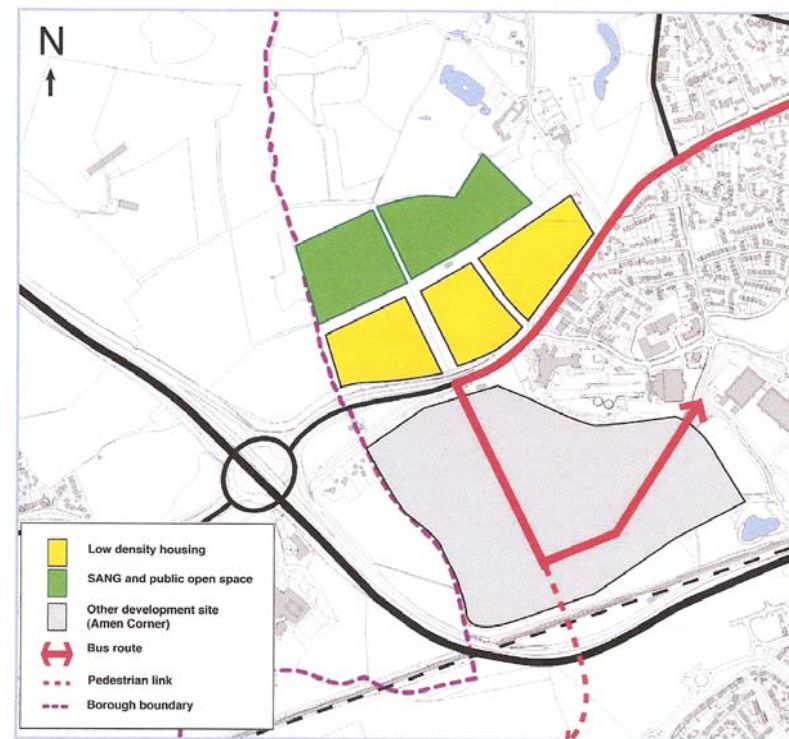 N
Low density housing
SANG and public open space
Other development site
(Amen Corner)
Bus route
Pedestrian link
Borough boundary